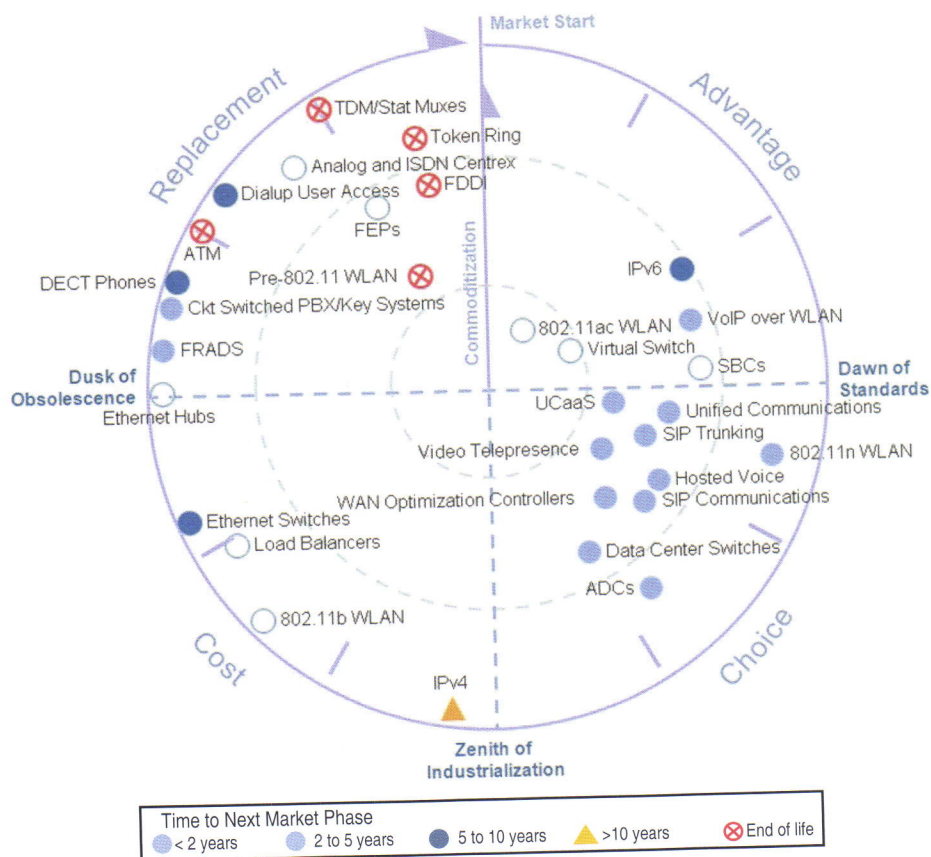 Market Start
Replacement
Advantage
TDM/Stat Muxes
Token Ring
Analog and ISDN Centrex
Dialup User Access
FDDI
FEPs
ATM
IPv6
DECT Phones
Pre-802.11 WLAN
Commoditization
Ckt Switched PBX/Key Systems
VoIP over WLAN
802.11ac WLAN
FRADS
Virtual Switch
SBCs
Dusk of
Obsolescence
Dawn of
Standards
Ethernet Hubs
UCaaS
Unified Communications
SIP Trunking
Video Telepresence
802.11n WLAN
Hosted Voice
WAN Optimization Controllers
SIP Communications
Ethernet Switches
Load Balancers
Data Center Switches
ADCs
802.11b WLAN
Cost
Choice
IPv4
Zenith of
Industrialization
Time to Next Market Phase
< 2 years 2 to 5 years 5 to 10 years >10 years End of life